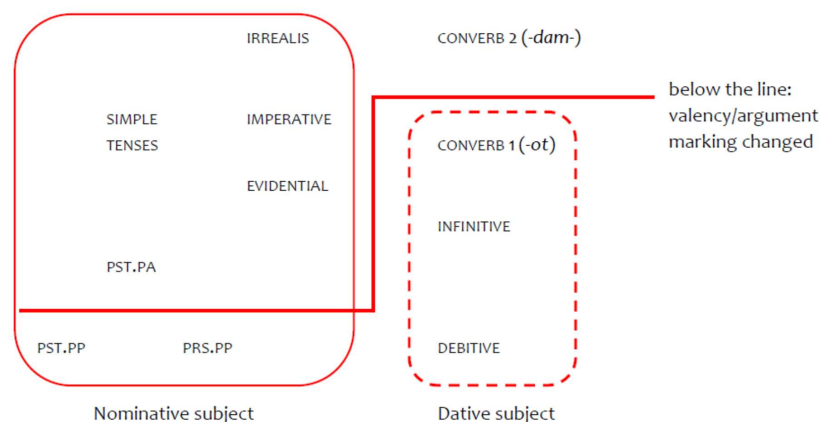 IRREALIS
CONVERB 2 (-dam-)
below the line:
valency/argument
marking changed
SIMPLE
TENSES
IMPERATIVE
CONVERB 1 (-ot)
EVIDENTIAL
INFINITIVE
PST.PA
PST.PP
PRS.PP
DEBITIVE
Nominative subject
Dative subject